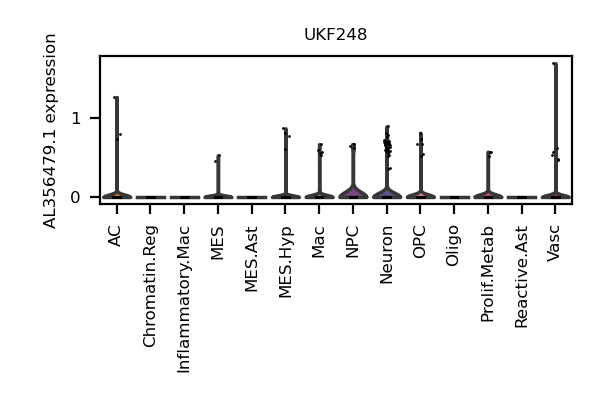 UKF248
AL356479.1 expression
1
0
AC
Chromatin.Reg
Inflammatory.Mac
MES
MES.Ast
MES.Hyp
Mac
NPC
Neuron
OPC
Oligo
Prolif.Metab
Reactive.Ast
Vasc